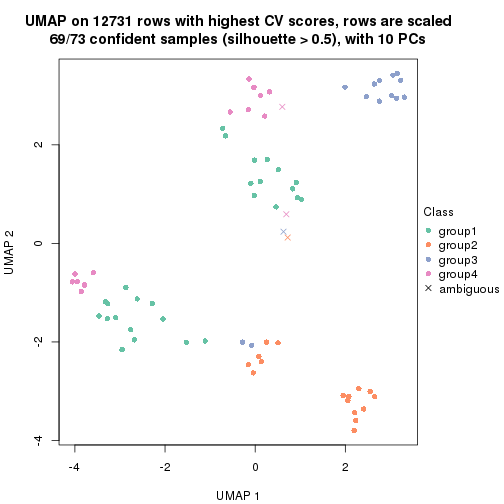 UMAP on 12731 rows with highest CV scores, rows are scaled
69/73 confident samples (silhouette > 0.5), with 10 PCs
UMAP 2
2
0
-2
-4
-4
-2
0
2
UMAP 1
Class
group1
group2
group3
group4
ambiguous